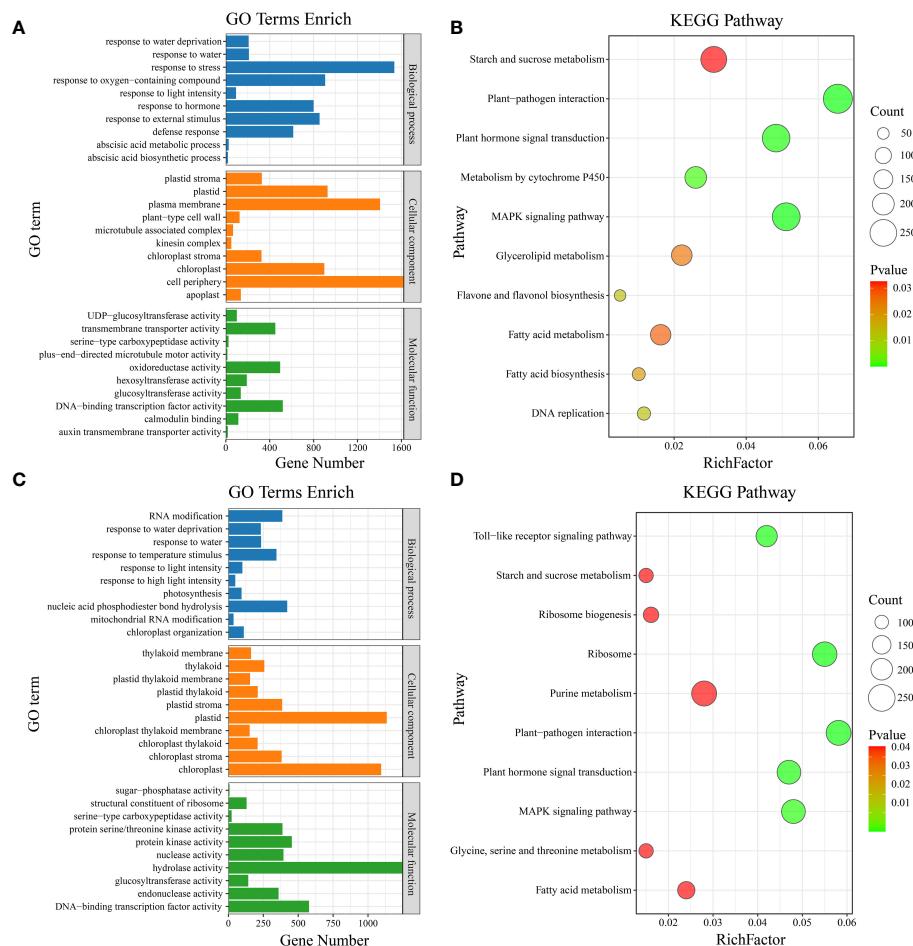 A
GO Terms Enrich
GO term
response to water deprivation
response to water
response to stress
response to oxygen−containing compound
response to light intensity
response to hormone
response to external stimulus
defense response
abscisic acid metabolic process
abscisic acid biosynthetic process
Biological process
plastid stroma
plastid
plasma membrane
plant−type cell wall
microtubule associated complex
kinesin complex
chloroplast stroma
chloroplast
cell periphery
apoplast
Cellular component
UDP−glucosyltransferase activity
transmembrane transporter activity
serine−type carboxypeptidase activity
plus−end−directed microtubule motor activity
oxidoreductase activity
hexosyltransferase activity
glucosyltransferase activity
DNA−binding transcription factor activity
calmodulin binding
auxin transmembrane transporter activity
Molecular function
0 400 800 1200 1600
Gene Number
B
KEGG Pathway
Pathway
Starch and sucrose metabolism
Plant−pathogen interaction
Plant hormone signal transduction
Metabolism by cytochrome P450
MAPK signaling pathway
Glycerolipid metabolism
Flavone and flavonol biosynthesis
Fatty acid metabolism
Fatty acid biosynthesis
DNA replication
0.02 0.04 0.06
RichFactor
Count
50
100
150
200
250
Pvalue
0.03
0.02
0.01
C
GO Terms Enrich
GO term
RNA modification
response to water deprivation
response to water
response to temperature stimulus
response to light intensity
response to high light intensity
photosynthesis
nucleic acid phosphodiester bond hydrolysis
mitochondrial RNA modification
chloroplast organization
Biological process
thylakoid membrane
thylakoid
plastid thylakoid membrane
plastid thylakoid
plastid stroma
plastid
chloroplast thylakoid membrane
chloroplast thylakoid
chloroplast stroma
chloroplast
Cellular component
sugar−phosphatase activity
structural constituent of ribosome
serine−type carboxypeptidase activity
protein serine/threonine kinase activity
protein kinase activity
nuclease activity
hydrolase activity
glucosyltransferase activity
endonuclease activity
DNA−binding transcription factor activity
Molecular function
0 250 500 750 1000
Gene Number
D
KEGG Pathway
Pathway
Toll−like receptor signaling pathway
Starch and sucrose metabolism
Ribosome biogenesis
Ribosome
Purine metabolism
Plant−pathogen interaction
Plant hormone signal transduction
MAPK signaling pathway
Glycine, serine and threonine metabolism
Fatty acid metabolism
0.02 0.03 0.04 0.05 0.06
RichFactor
Count
100
150
200
250
Pvalue
0.04
0.03
0.02
0.01